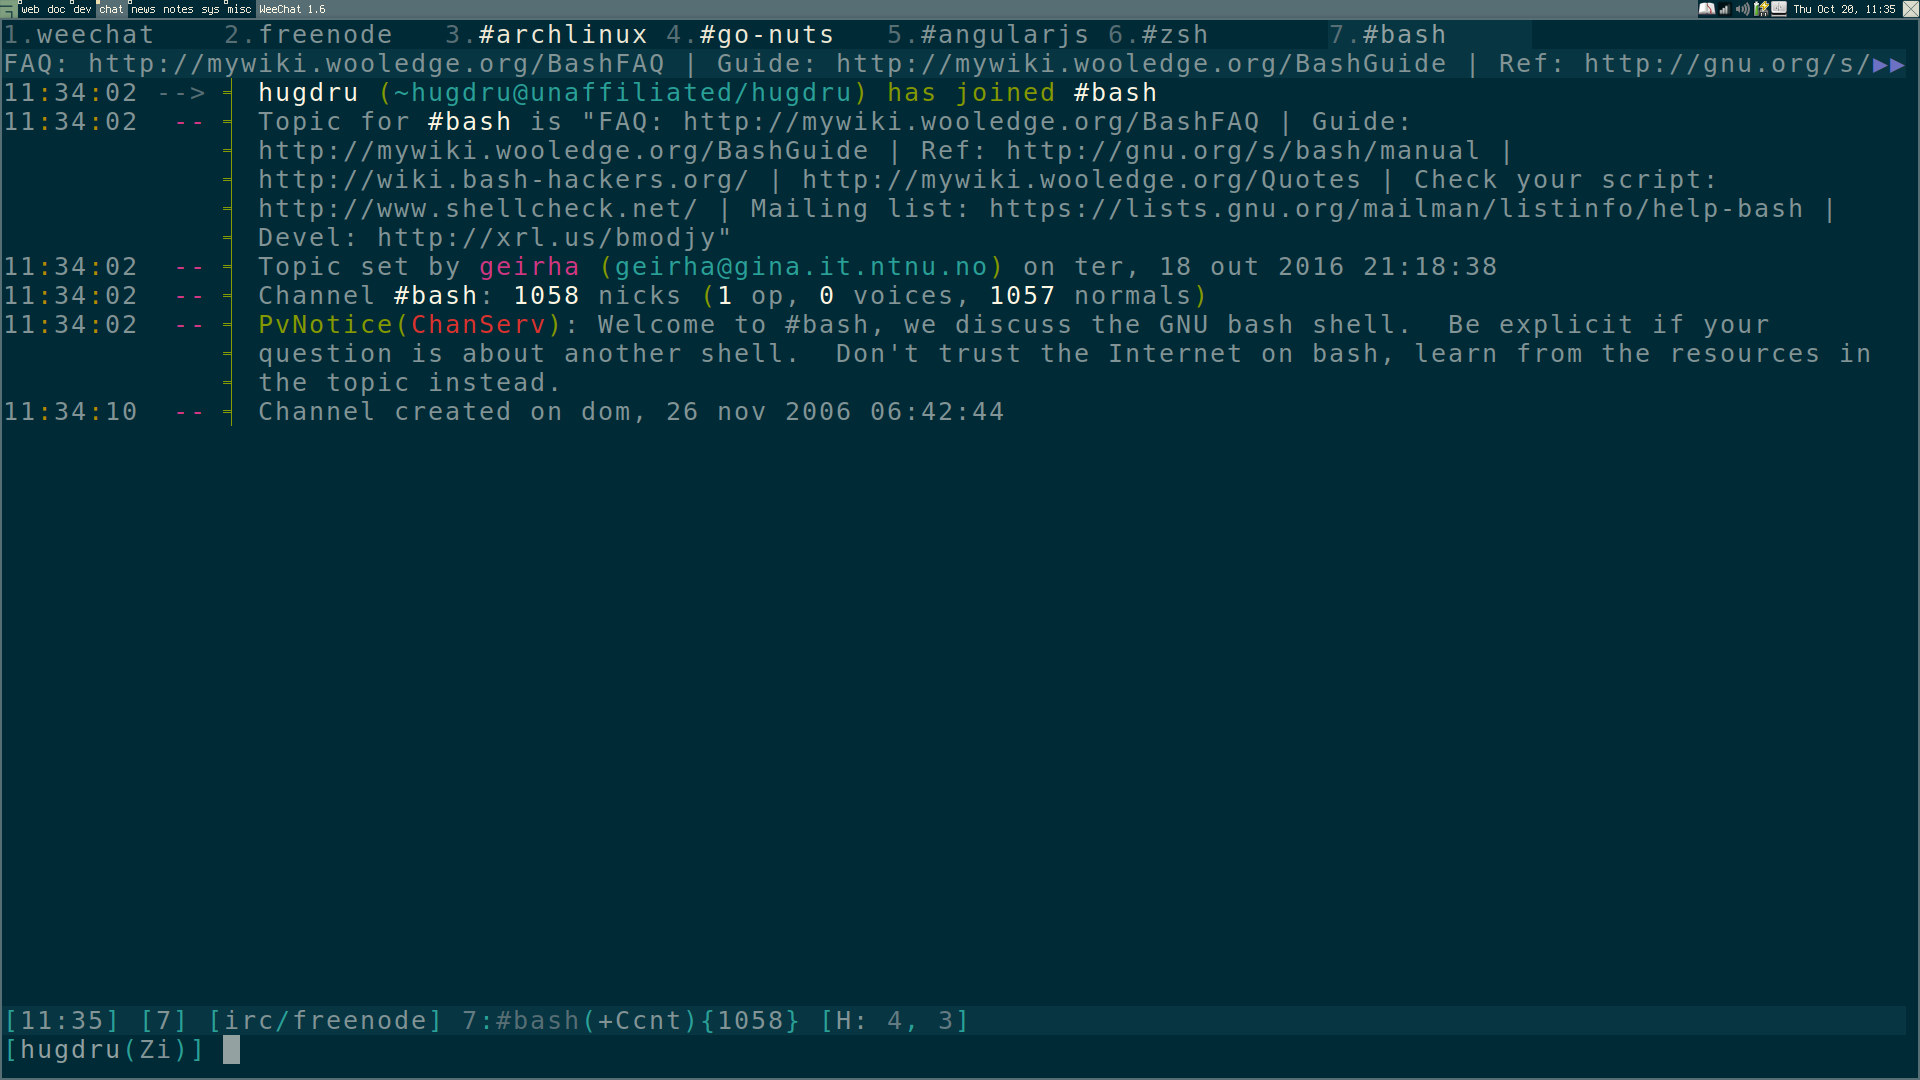 web doc dev chat news notes sys misc WeeChat 1.6 Thu Oct 20, 11:35
1.weechat 2.freenode 3.#archlinux 4.#go-nuts 5.#angularjs 6.#zsh 7.#bash
FAQ: http://mywiki.wooledge.org/BashFAQ | Guide: http://mywiki.wooledge.org/BashGuide | Ref: http://gnu.org/s/▶▶
11:34:02 --> hugdru (~hugdru@unaffiliated/hugdru) has joined #bash
11:34:02 -- Topic for #bash is "FAQ: http://mywiki.wooledge.org/BashFAQ | Guide:
http://mywiki.wooledge.org/BashGuide | Ref: http://gnu.org/s/bash/manual |
http://wiki.bash-hackers.org/ | http://mywiki.wooledge.org/Quotes | Check your script:
http://www.shellcheck.net/ | Mailing list: https://lists.gnu.org/mailman/listinfo/help-bash |
Devel: http://xrl.us/bmodjy"
11:34:02 -- Topic set by geirha (geirha@gina.it.ntnu.no) on ter, 18 out 2016 21:18:38
11:34:02 -- Channel #bash: 1058 nicks (1 op, 0 voices, 1057 normals)
11:34:02 -- PvNotice(ChanServ): Welcome to #bash, we discuss the GNU bash shell.  Be explicit if your
question is about another shell.  Don't trust the Internet on bash, learn from the resources in
the topic instead.
11:34:10 -- Channel created on dom, 26 nov 2006 06:42:44
[11:35] [7] [irc/freenode] 7:#bash(+Ccnt){1058} [H: 4, 3]
[hugdru(Zi)]